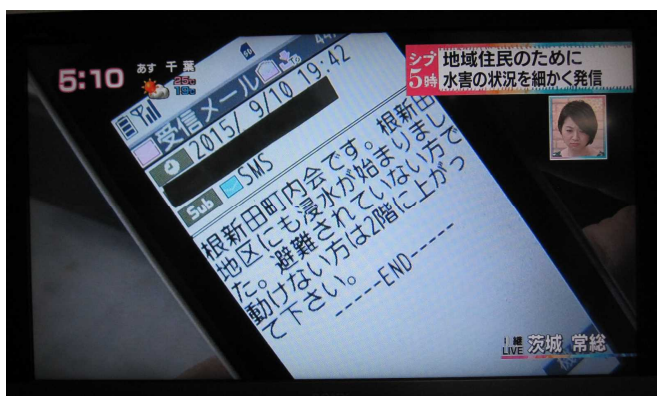 5:10
あす 千葉
25℃
19℃
シブ5時
地域住民のために
水害の状況を細かく発信
受信メール
2015/ 9/10 19:42
Sub SMS
根新田町内会です。根新田
地区にも浸水が始まりまし
た。避難されていない方で
動けない方は2階に上がっ
て下さい。
-----END-----
LIVE 茨城 常総